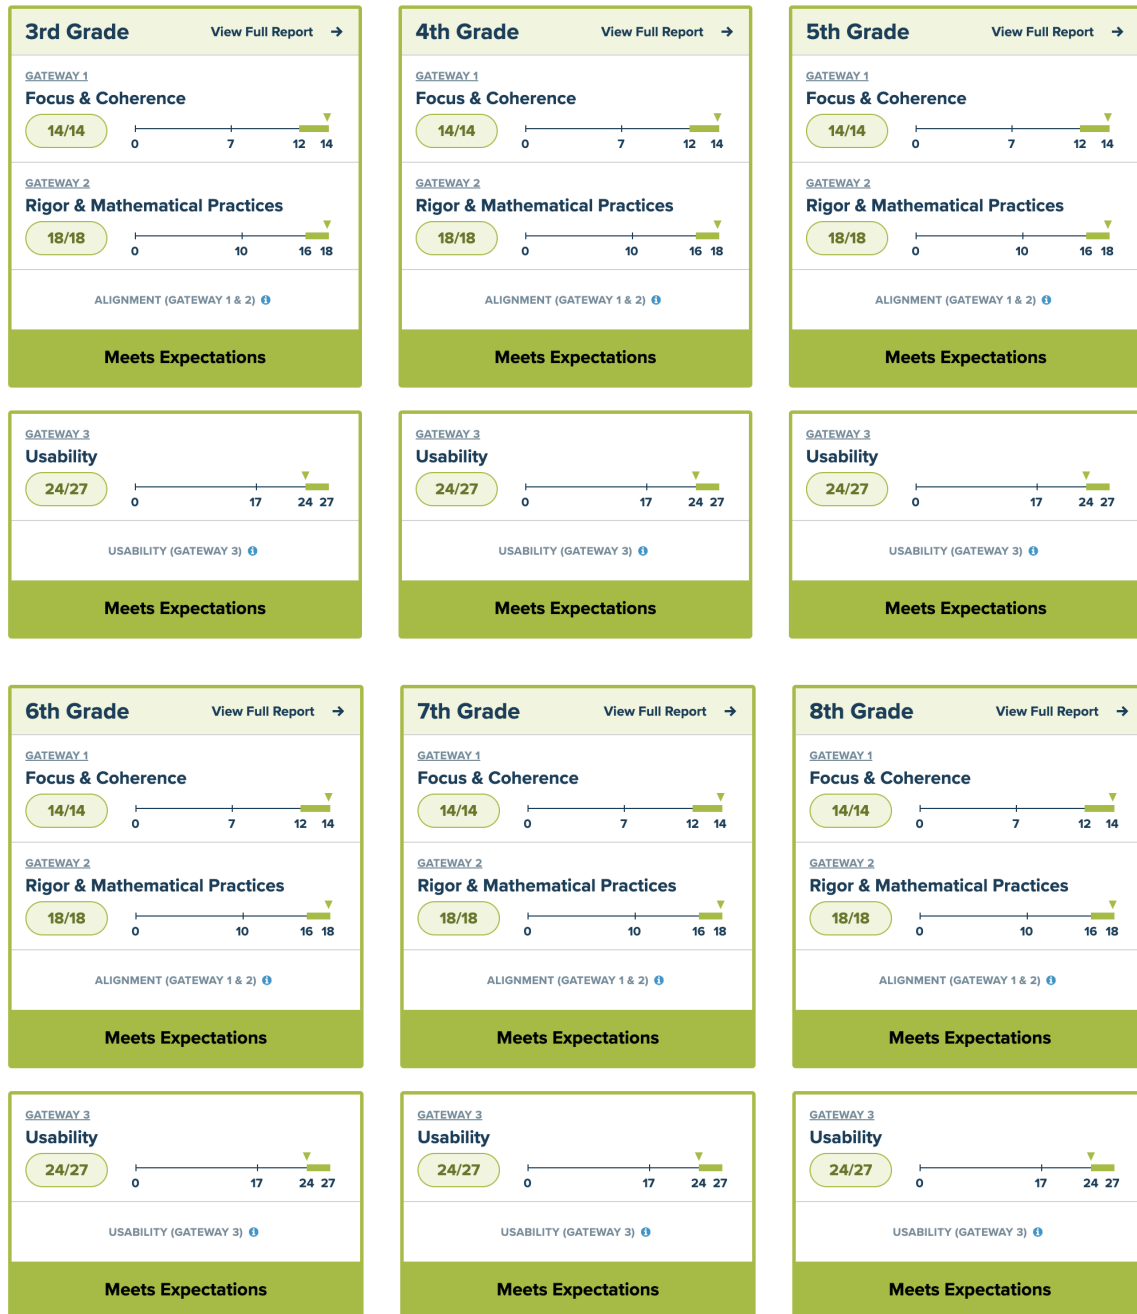 3rd Grade View Full Report →
GATEWAY 1
Focus & Coherence
14/14
0 7 12 14
GATEWAY 2
Rigor & Mathematical Practices
18/18
0 10 16 18
ALIGNMENT (GATEWAY 1 & 2)
Meets Expectations
GATEWAY 3
Usability
24/27
0 17 24 27
USABILITY (GATEWAY 3)
Meets Expectations
4th Grade View Full Report →
GATEWAY 1
Focus & Coherence
14/14
0 7 12 14
GATEWAY 2
Rigor & Mathematical Practices
18/18
0 10 16 18
ALIGNMENT (GATEWAY 1 & 2)
Meets Expectations
GATEWAY 3
Usability
24/27
0 17 24 27
USABILITY (GATEWAY 3)
Meets Expectations
5th Grade View Full Report →
GATEWAY 1
Focus & Coherence
14/14
0 7 12 14
GATEWAY 2
Rigor & Mathematical Practices
18/18
0 10 16 18
ALIGNMENT (GATEWAY 1 & 2)
Meets Expectations
GATEWAY 3
Usability
24/27
0 17 24 27
USABILITY (GATEWAY 3)
Meets Expectations
6th Grade View Full Report →
GATEWAY 1
Focus & Coherence
14/14
0 7 12 14
GATEWAY 2
Rigor & Mathematical Practices
18/18
0 10 16 18
ALIGNMENT (GATEWAY 1 & 2)
Meets Expectations
GATEWAY 3
Usability
24/27
0 17 24 27
USABILITY (GATEWAY 3)
Meets Expectations
7th Grade View Full Report →
GATEWAY 1
Focus & Coherence
14/14
0 7 12 14
GATEWAY 2
Rigor & Mathematical Practices
18/18
0 10 16 18
ALIGNMENT (GATEWAY 1 & 2)
Meets Expectations
GATEWAY 3
Usability
24/27
0 17 24 27
USABILITY (GATEWAY 3)
Meets Expectations
8th Grade View Full Report →
GATEWAY 1
Focus & Coherence
14/14
0 7 12 14
GATEWAY 2
Rigor & Mathematical Practices
18/18
0 10 16 18
ALIGNMENT (GATEWAY 1 & 2)
Meets Expectations
GATEWAY 3
Usability
24/27
0 17 24 27
USABILITY (GATEWAY 3)
Meets Expectations